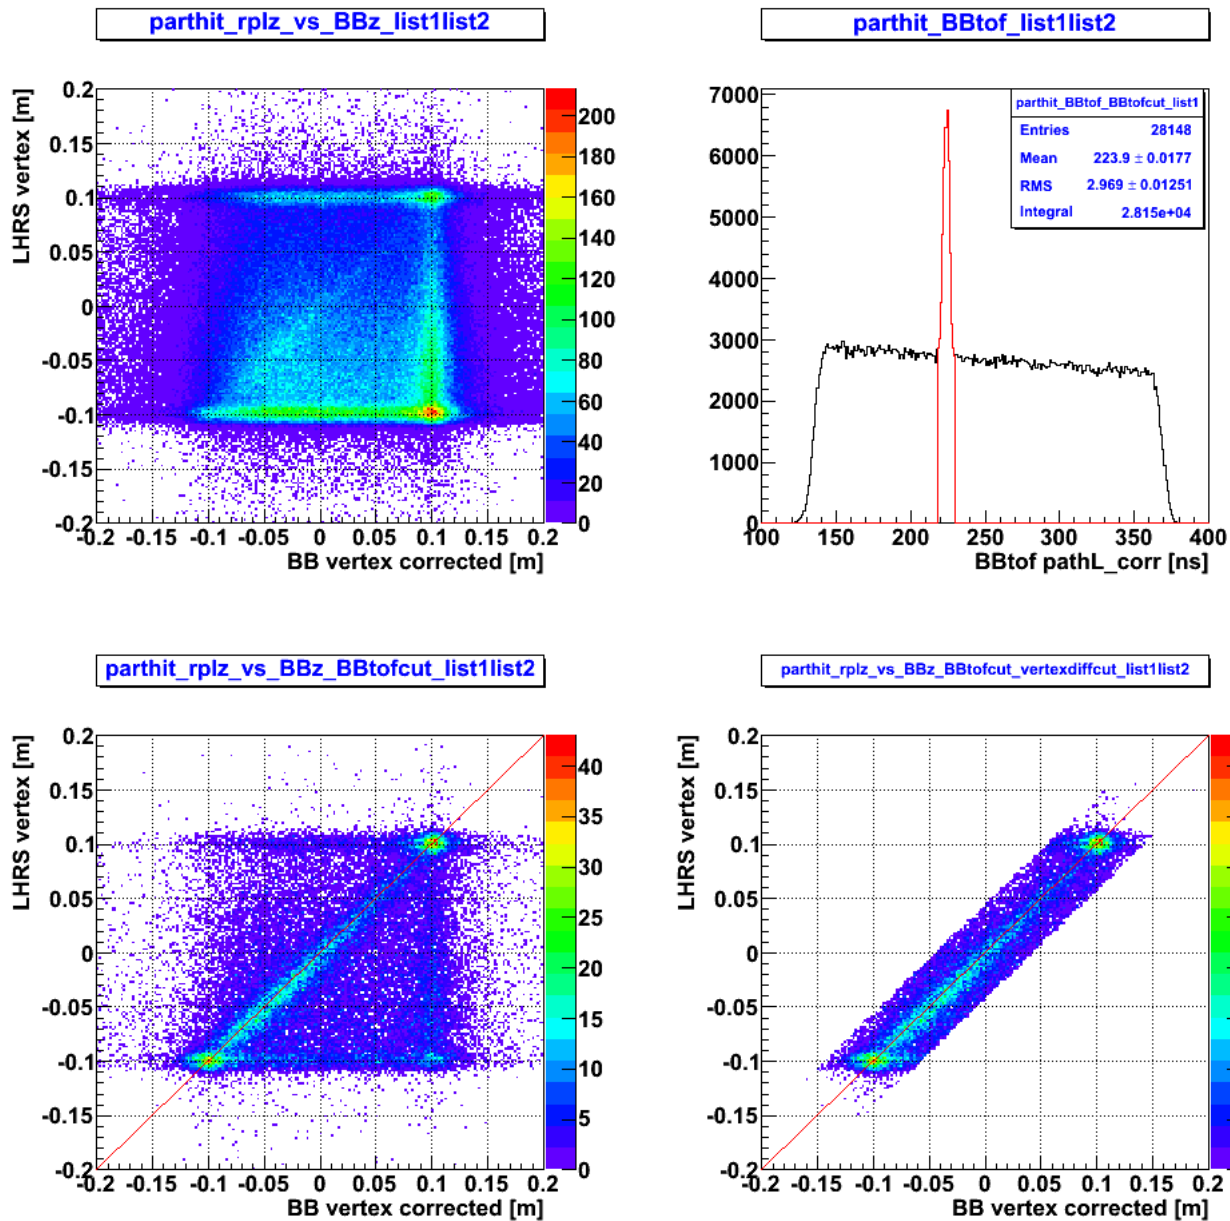 parthit_rplz_vs_BBz_list1list2
LHRS vertex [m]
0.2
0.15
0.1
0.05
0
-0.05
-0.1
-0.15
-0.2
-0.2 -0.15 -0.1 -0.05 0 0.05 0.1 0.15 0.2
BB vertex corrected [m]
200
180
160
140
120
100
80
60
40
20
0
parthit_BBtof_list1list2
7000
6000
5000
4000
3000
2000
1000
0
100 150 200 250 300 350 400
BBtof pathL_corr [ns]
parthit_BBtof_BBtofcut_list1
Entries 28148
Mean 223.9 ± 0.0177
RMS 2.969 ± 0.01251
Integral 2.815e+04
parthit_rplz_vs_BBz_BBtofcut_list1list2
LHRS vertex [m]
0.2
0.15
0.1
0.05
0
-0.05
-0.1
-0.15
-0.2
-0.2 -0.15 -0.1 -0.05 0 0.05 0.1 0.15 0.2
BB vertex corrected [m]
40
35
30
25
20
15
10
5
0
parthit_rplz_vs_BBz_BBtofcut_vertexdiffcut_list1list2
LHRS vertex [m]
0.2
0.15
0.1
0.05
0
-0.05
-0.1
-0.15
-0.2
-0.2 -0.15 -0.1 -0.05 0 0.05 0.1 0.15 0.2
BB vertex corrected [m]